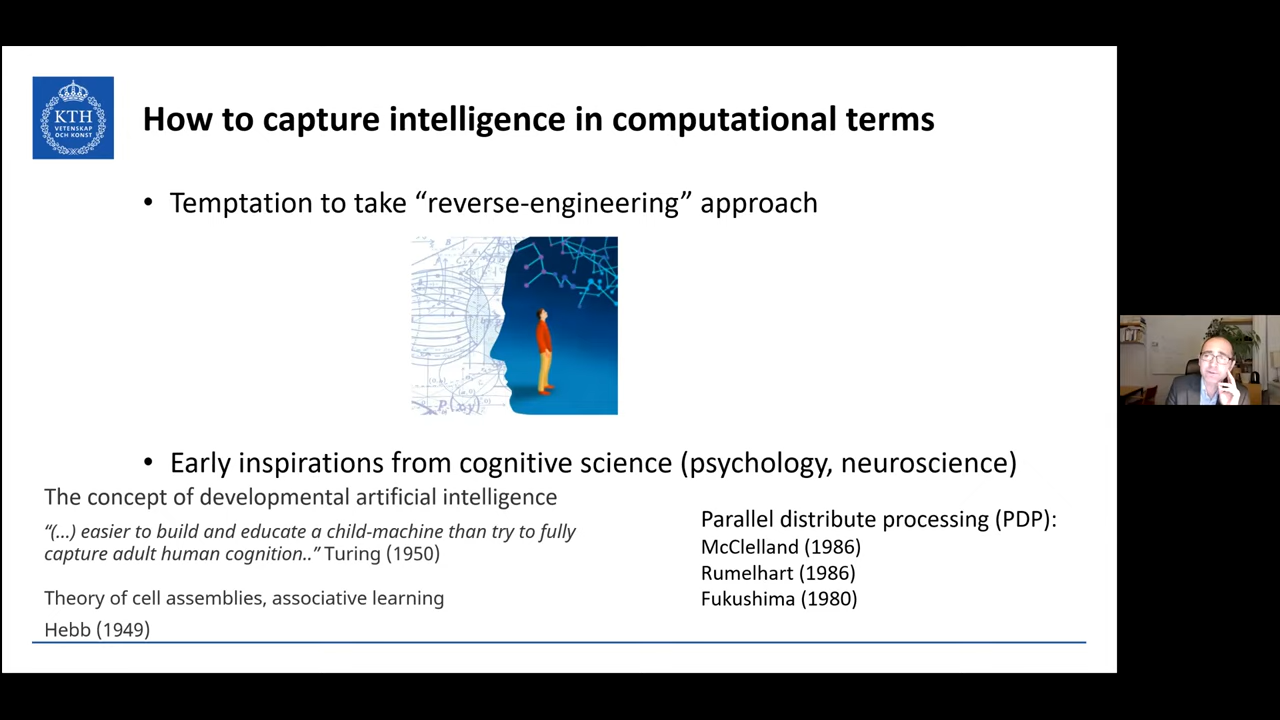 KTH
VETENSKAP
OCH KONST
How to capture intelligence in computational terms
• Temptation to take “reverse-engineering” approach
P(x,y)
• Early inspirations from cognitive science (psychology, neuroscience)
The concept of developmental artificial intelligence
“(...) easier to build and educate a child-machine than try to fully
capture adult human cognition..” Turing (1950)
Theory of cell assemblies, associative learning
Hebb (1949)
Parallel distribute processing (PDP):
McClelland (1986)
Rumelhart (1986)
Fukushima (1980)